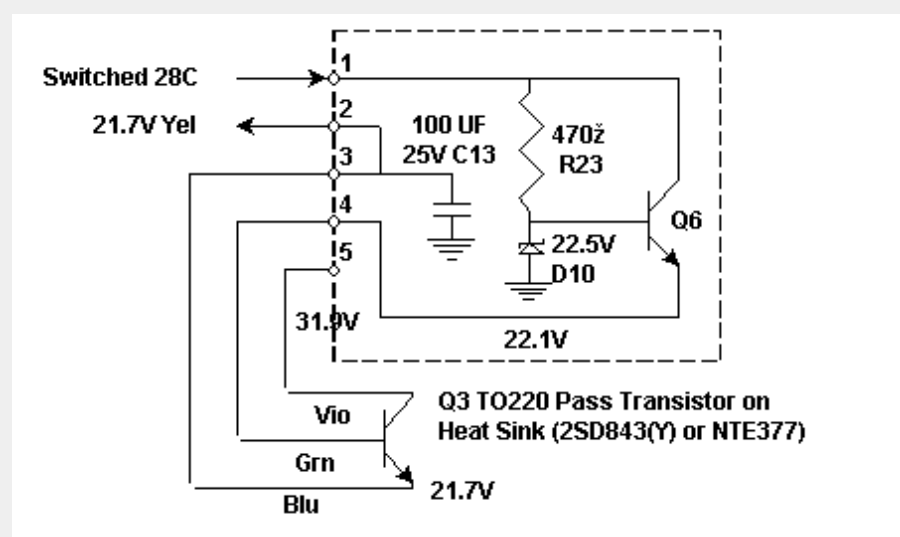 Switched 28C
1
21.7V Yel
2
100 UF
25V C13
470ž
R23
3
4
Q6
5
22.5V
D10
31.9V
22.1V
Vio
Q3 TO220 Pass Transistor on
Heat Sink (2SD843(Y) or NTE377)
Grn
21.7V
Blu